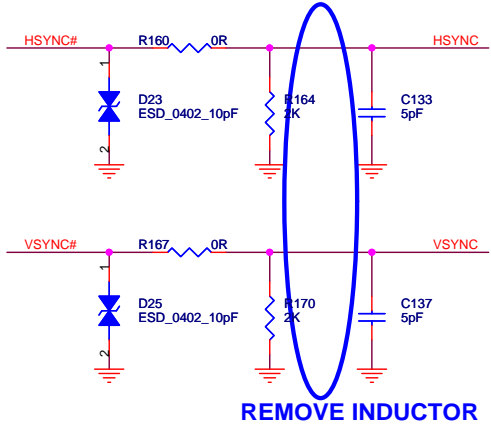 HSYNC# R160 0R HSYNC
1
D23 R164 C133
ESD_0402_10pF 2K 5pF
2
VSYNC# R167 0R VSYNC
1
D25 R170 C137
ESD_0402_10pF 2K 5pF
2
REMOVE INDUCTOR